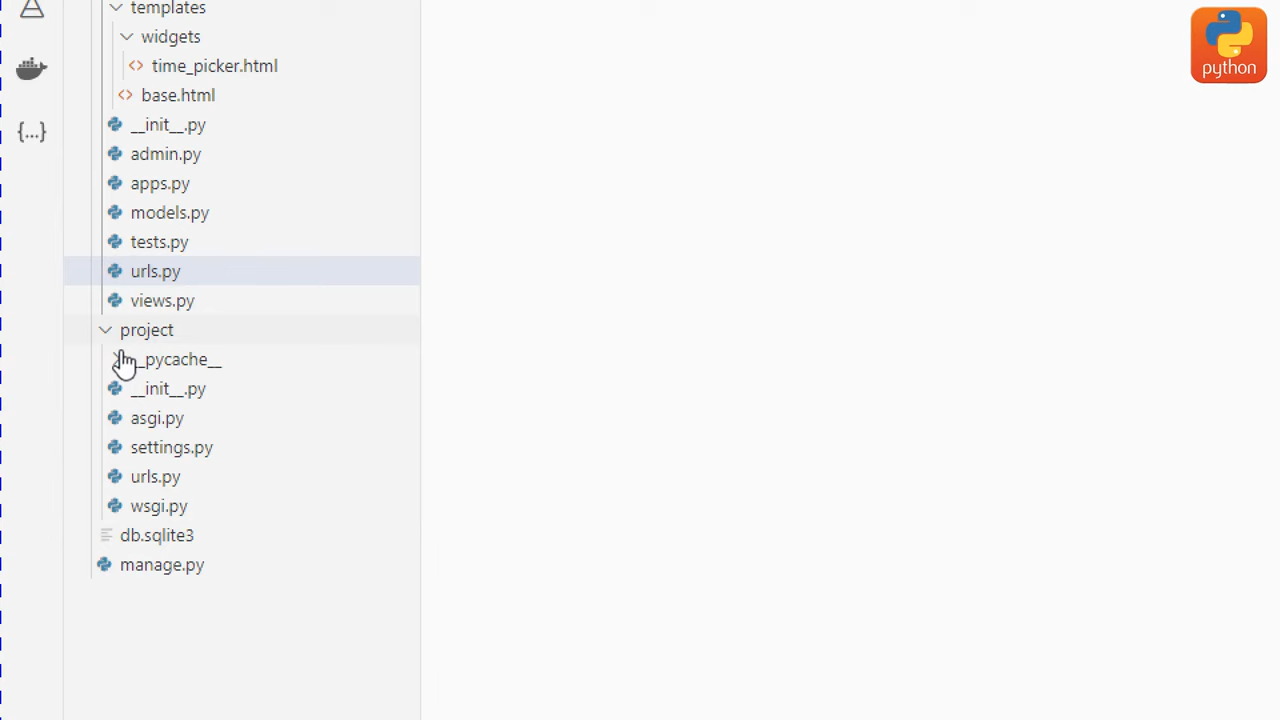 templates
widgets
time_picker.html
base.html
__init__.py
admin.py
apps.py
models.py
tests.py
urls.py
views.py
project
__pycache__
__init__.py
asgi.py
settings.py
urls.py
wsgi.py
db.sqlite3
manage.py
{...}
python